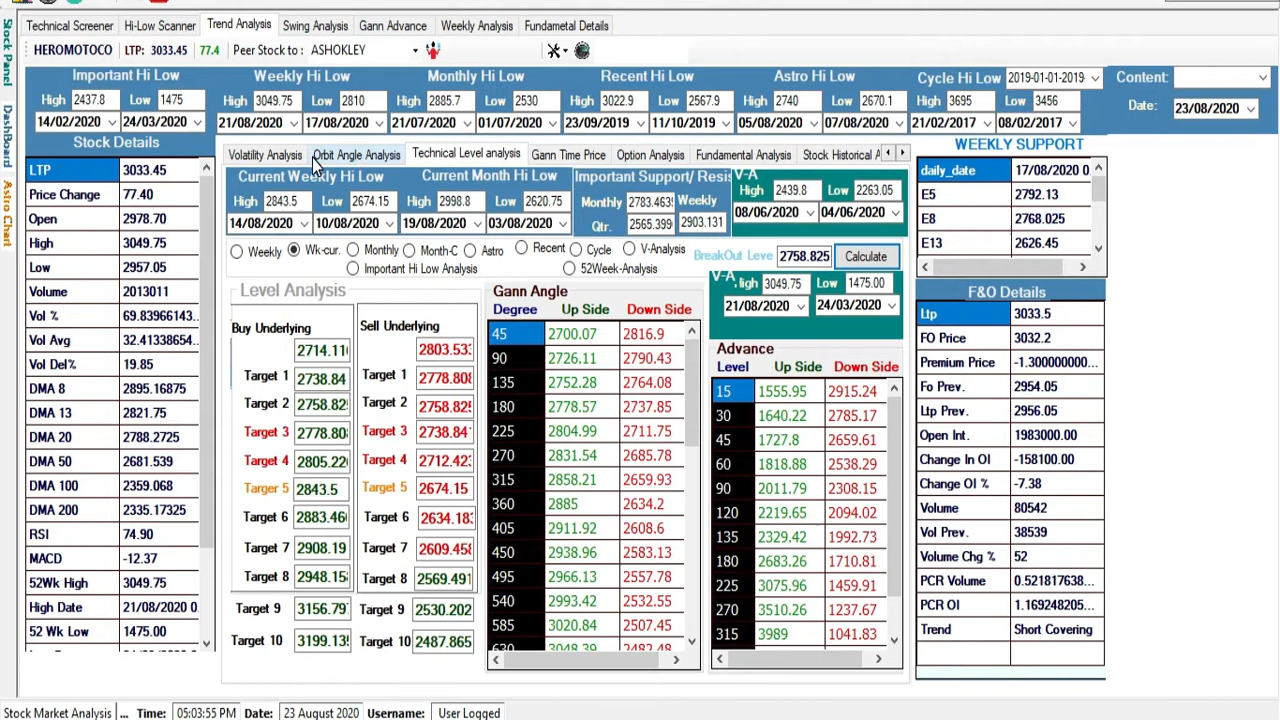 Technical Screener Hi-Low Scanner Trend Analysis Swing Analysis Gann Advance Weekly Analysis Fundametal Details
HEROMOTOCO LTP: 3033.45 77.4 Peer Stock to : ASHOKLEY
Important Hi Low Weekly Hi Low Monthly Hi Low Recent Hi Low Astro Hi Low Cycle Hi Low 2019-01-01-2019- Content:
High 2437.8 Low 1475 High 3049.75 Low 2810 High 2885.7 Low 2530 High 3022.9 Low 2567.9 High 2740 Low 2670.1 High 3695 Low 3456
14/02/2020 24/03/2020 21/08/2020 17/08/2020 21/07/2020 01/07/2020 23/09/2019 11/10/2019 05/08/2020 07/08/2020 21/02/2017 08/02/2017 Date: 23/08/2020
Stock Panel
DashBoard
Astro Chart
Stock Details
LTP 3033.45
Price Change 77.40
Open 2978.70
High 3049.75
Low 2957.05
Volume 2013011
Vol % 69.83966143...
Vol Avg 32.41338654...
Vol Del% 19.85
DMA 8 2895.16875
DMA 13 2821.75
DMA 20 2788.2725
DMA 50 2681.539
DMA 100 2359.068
DMA 200 2335.17325
RSI 74.90
MACD -12.37
52Wk High 3049.75
High Date 21/08/2020 0.
52 Wk Low 1475.00
Volatility Analysis Orbit Angle Analysis Technical Level analysis Gann Time Price Option Analysis Fundamental Analysis Stock Historical A
Current Weekly Hi Low Current Month Hi Low Important Support/ Resis V-A
High 2843.5 Low 2674.15 High 2998.8 Low 2620.75 Monthly 2783.463 Weekly High 2439.8 Low 2263.05
14/08/2020 10/08/2020 19/08/2020 03/08/2020 Qtr. 2565.399 2903.131 08/06/2020 04/06/2020
Weekly Wk-cur. Monthly Month-C Astro Recent Cycle V-Analysis BreakOut Leve 2758.825 Calculate
Important Hi Low Analysis 52Week-Analysis
Level Analysis
Buy Underlying Sell Underlying
2714.11 2803.53
Target 1 2738.84 Target 1 2778.808
Target 2 2758.82 Target 2 2758.825
Target 3 2778.80 Target 3 2738.84
Target 4 2805.220 Target 4 2712.42
Targer 5 2843.5 Target 5 2674.15
Target 6 2883.46 Target 6 2634.18
Target 7 2908.19 Target 7 2609.458
Target 8 2948.15 Target 8 2569.491
Target 9 3156.79 Target 9 2530.202
Target 10 3199.13 Target 10 2487.865
Gann Angle
Degree Up Side Down Side
45 2700.07 2816.9
90 2726.11 2790.43
135 2752.28 2764.08
180 2778.57 2737.85
225 2804.99 2711.75
270 2831.54 2685.78
315 2858.21 2659.93
360 2885 2634.2
405 2911.92 2608.6
450 2938.96 2583.13
495 2966.13 2557.78
540 2993.42 2532.55
585 3020.84 2507.45
630 3048.39 2482.48
V-A High 3049.75 Low 1475.00
21/08/2020 24/03/2020
Advance
Level Up Side Down Side
15 1555.95 2915.24
30 1640.22 2785.17
45 1727.8 2659.61
60 1818.88 2538.29
90 2011.79 2308.15
120 2219.65 2094.02
135 2329.42 1992.73
180 2683.26 1710.81
225 3075.96 1459.91
270 3510.26 1237.67
315 3989 1041.83
WEEKLY SUPPORT
daily_date 17/08/2020 0.
E5 2792.13
E8 2768.025
E13 2626.45
F&O Details
Ltp 3033.5
FO Price 3032.2
Premium Price -1.300000000...
Fo Prev. 2954.05
Ltp Prev. 2956.05
Open Int. 1983000.00
Change In OI -158100.00
Change OI % -7.38
Volume 80542
Vol Prev. 38539
Volume Chg % 52
PCR Volume 0.521817638...
PCR OI 1.169248205...
Trend Short Covering
Stock Market Analysis ... Time: 05:03:55 PM Date: 23 August 2020 Username: User Logged